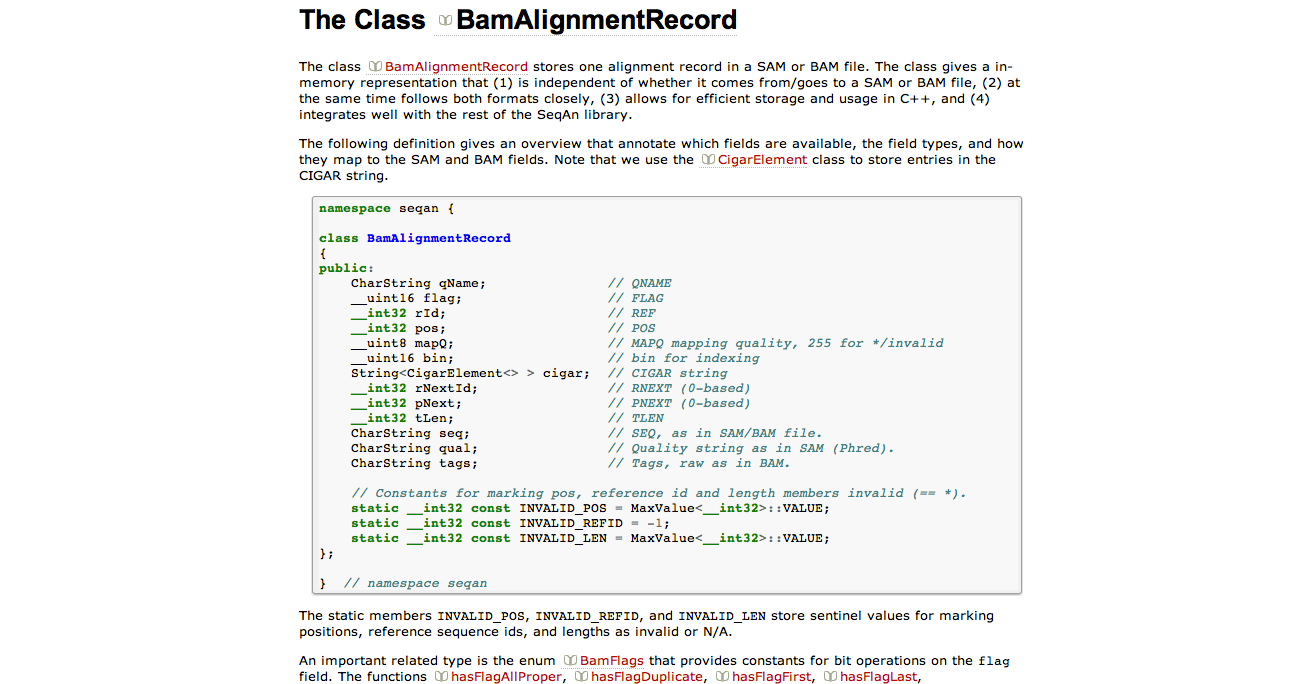 The Class BamAlignmentRecord
The class BamAlignmentRecord stores one alignment record in a SAM or BAM file. The class gives a in-
memory representation that (1) is independent of whether it comes from/goes to a SAM or BAM file, (2) at
the same time follows both formats closely, (3) allows for efficient storage and usage in C++, and (4)
integrates well with the rest of the SeqAn library.
The following definition gives an overview that annotate which fields are available, the field types, and how
they map to the SAM and BAM fields. Note that we use the CigarElement class to store entries in the
CIGAR string.
namespace seqan {
class BamAlignmentRecord
{
public:
    CharString qName;               // QNAME
    __uint16 flag;                  // FLAG
    __int32 rId;                    // REF
    __int32 pos;                    // POS
    __uint8 mapQ;                   // MAPQ mapping quality, 255 for */invalid
    __uint16 bin;                   // bin for indexing
    String<CigarElement<> > cigar;  // CIGAR string
    __int32 rNextId;                // RNEXT (0-based)
    __int32 pNext;                  // PNEXT (0-based)
    __int32 tLen;                   // TLEN
    CharString seq;                 // SEQ, as in SAM/BAM file.
    CharString qual;                // Quality string as in SAM (Phred).
    CharString tags;                // Tags, raw as in BAM.
    // Constants for marking pos, reference id and length members invalid (== *).
    static __int32 const INVALID_POS = MaxValue<__int32>::VALUE;
    static __int32 const INVALID_REFID = -1;
    static __int32 const INVALID_LEN = MaxValue<__int32>::VALUE;
};
}  // namespace seqan
The static members INVALID_POS, INVALID_REFID, and INVALID_LEN store sentinel values for marking
positions, reference sequence ids, and lengths as invalid or N/A.
An important related type is the enum BamFlags that provides constants for bit operations on the flag
field. The functions hasFlagAllProper, hasFlagDuplicate, hasFlagFirst, hasFlagLast,